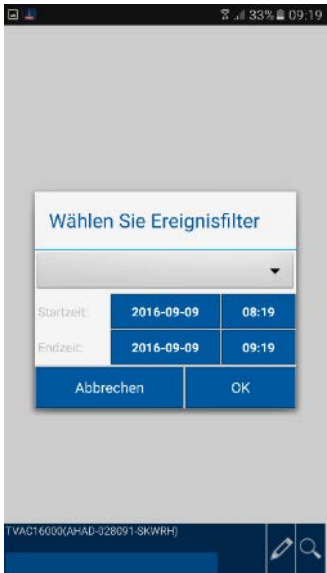 33% 09:19
Wählen Sie Ereignisfilter
Startzeit: 2016-09-09 08:19
Endzeit: 2016-09-09 09:19
Abbrechen OK
TVAC16000(AHAD-028091-SKWRH)